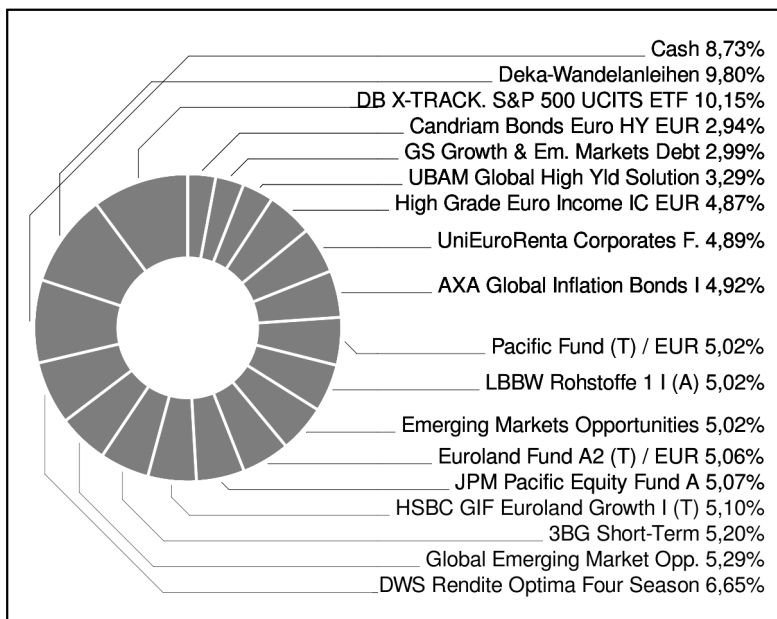 Cash 8,73%
Deka-Wandelanleihen 9,80%
DB X-TRACK. S&P 500 UCITS ETF 10,15%
Candriam Bonds Euro HY EUR 2,94%
GS Growth & Em. Markets Debt 2,99%
UBAM Global High Yld Solution 3,29%
High Grade Euro Income IC EUR 4,87%
UniEuroRenta Corporates F. 4,89%
AXA Global Inflation Bonds I 4,92%
Pacific Fund (T) / EUR 5,02%
LBBW Rohstoffe 1 I (A) 5,02%
Emerging Markets Opportunities 5,02%
Euroland Fund A2 (T) / EUR 5,06%
JPM Pacific Equity Fund A 5,07%
HSBC GIF Euroland Growth I (T) 5,10%
3BG Short-Term 5,20%
Global Emerging Market Opp. 5,29%
DWS Rendite Optima Four Season 6,65%